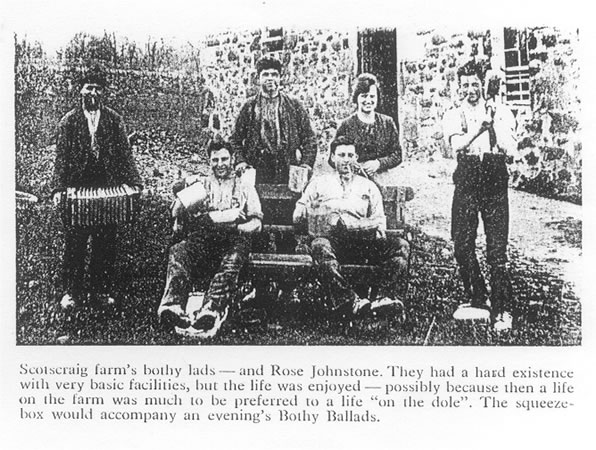 Scotscraig farm's bothy lads — and Rose Johnstone. They had a hard existence
with very basic facilities, but the life was enjoyed — possibly because then a life
on the farm was much to be preferred to a life "on the dole". The squeeze-
box would accompany an evening's Bothy Ballads.